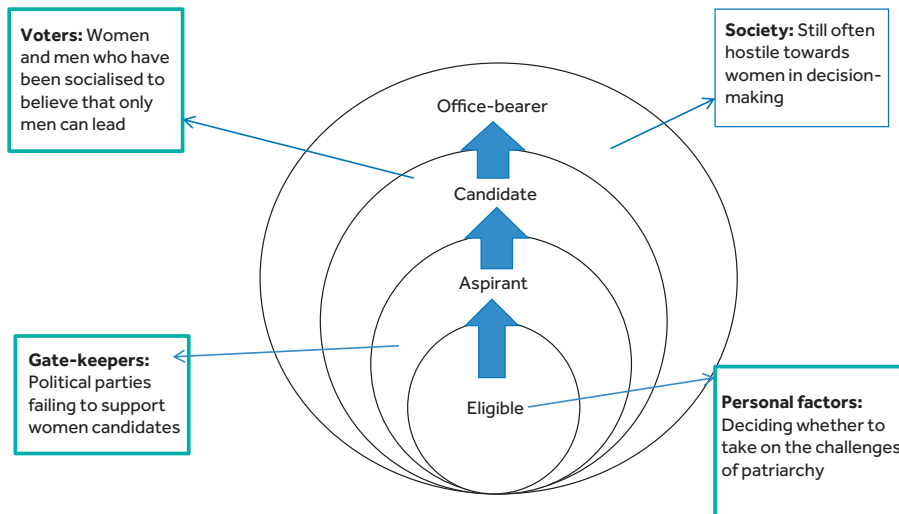 Voters: Women
and men who have
been socialised to
believe that only
men can lead
Society: Still often
hostile towards
women in decision-
making
Office-bearer
Candidate
Aspirant
Eligible
Gate-keepers:
Political parties
failing to support
women candidates
Personal factors:
Deciding whether to
take on the challenges
of patriarchy